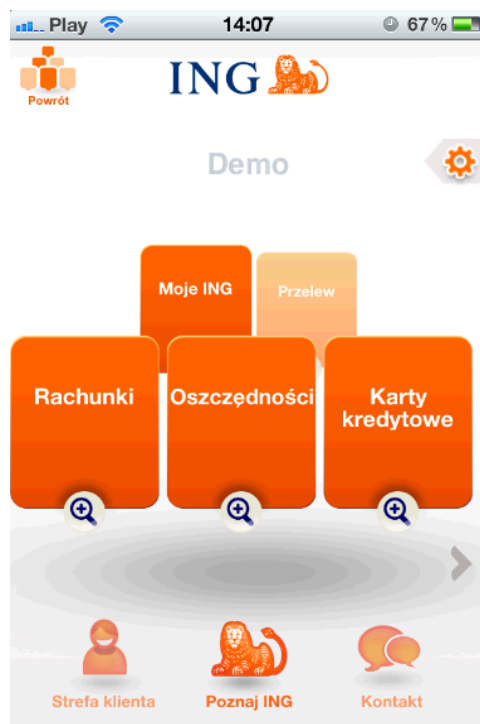 Play 14:07 67%
Powrót
ING
Demo
Moje ING
Przelew
Rachunki
Oszczędności
Karty
kredytowe
Strefa klienta
Poznaj ING
Kontakt